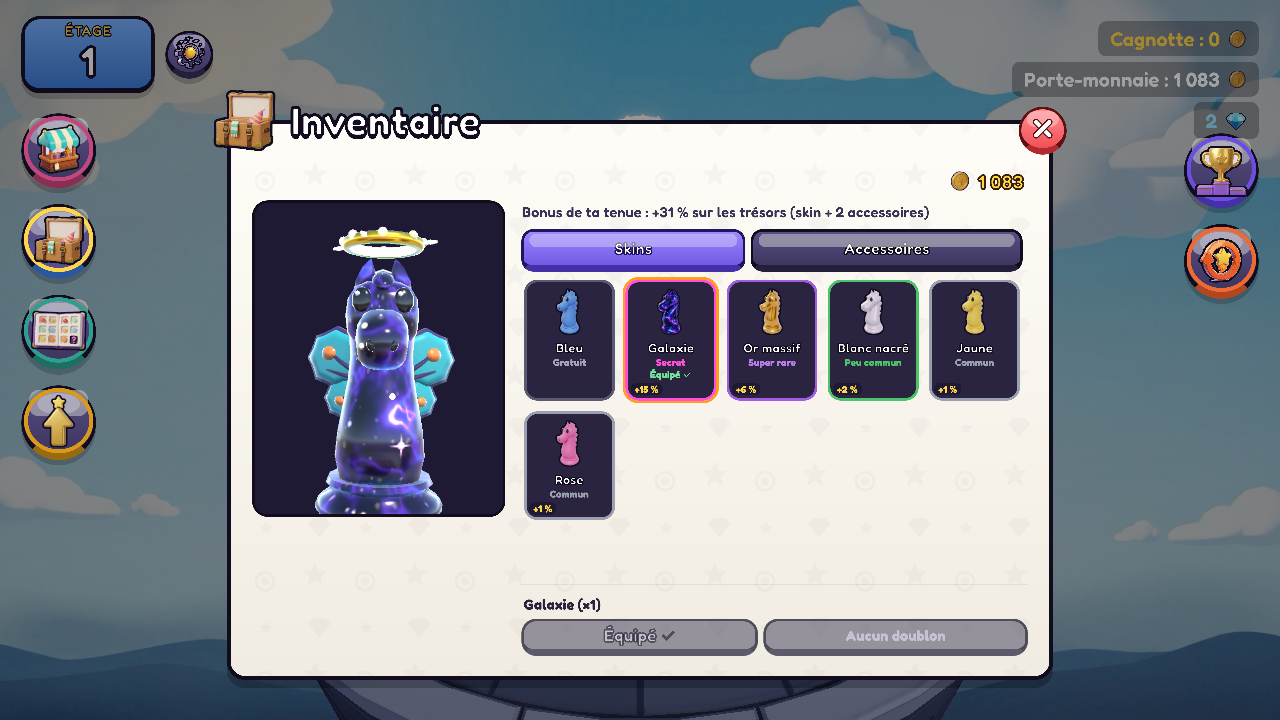 ÉTAGE
1
Cagnotte : 0
Porte-monnaie : 1 083
2
Inventaire
1 083
Bonus de ta tenue : +31 % sur les trésors (skin + 2 accessoires)
Skins
Accessoires
Bleu
Gratuit
Galaxie
Secret
Équipé ✓
+15 %
Or massif
Super rare
+6 %
Blanc nacré
Peu commun
+2 %
Jaune
Commun
+1 %
Rose
Commun
+1 %
Galaxie (x1)
Équipé ✓
Aucun doublon